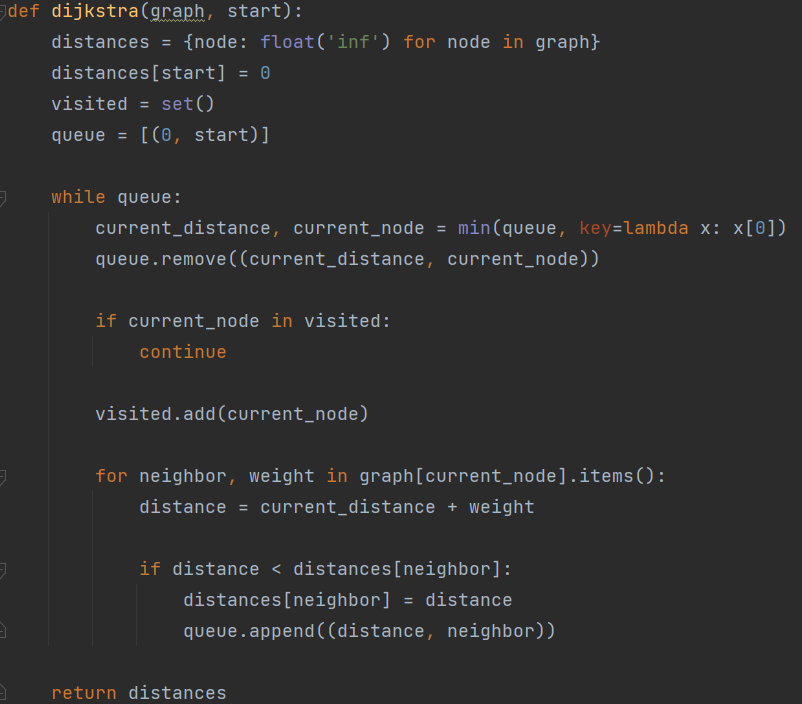 def dijkstra(graph, start):
    distances = {node: float('inf') for node in graph}
    distances[start] = 0
    visited = set()
    queue = [(0, start)]

    while queue:
        current_distance, current_node = min(queue, key=lambda x: x[0])
        queue.remove((current_distance, current_node))

        if current_node in visited:
            continue

        visited.add(current_node)

        for neighbor, weight in graph[current_node].items():
            distance = current_distance + weight

            if distance < distances[neighbor]:
                distances[neighbor] = distance
                queue.append((distance, neighbor))

    return distances